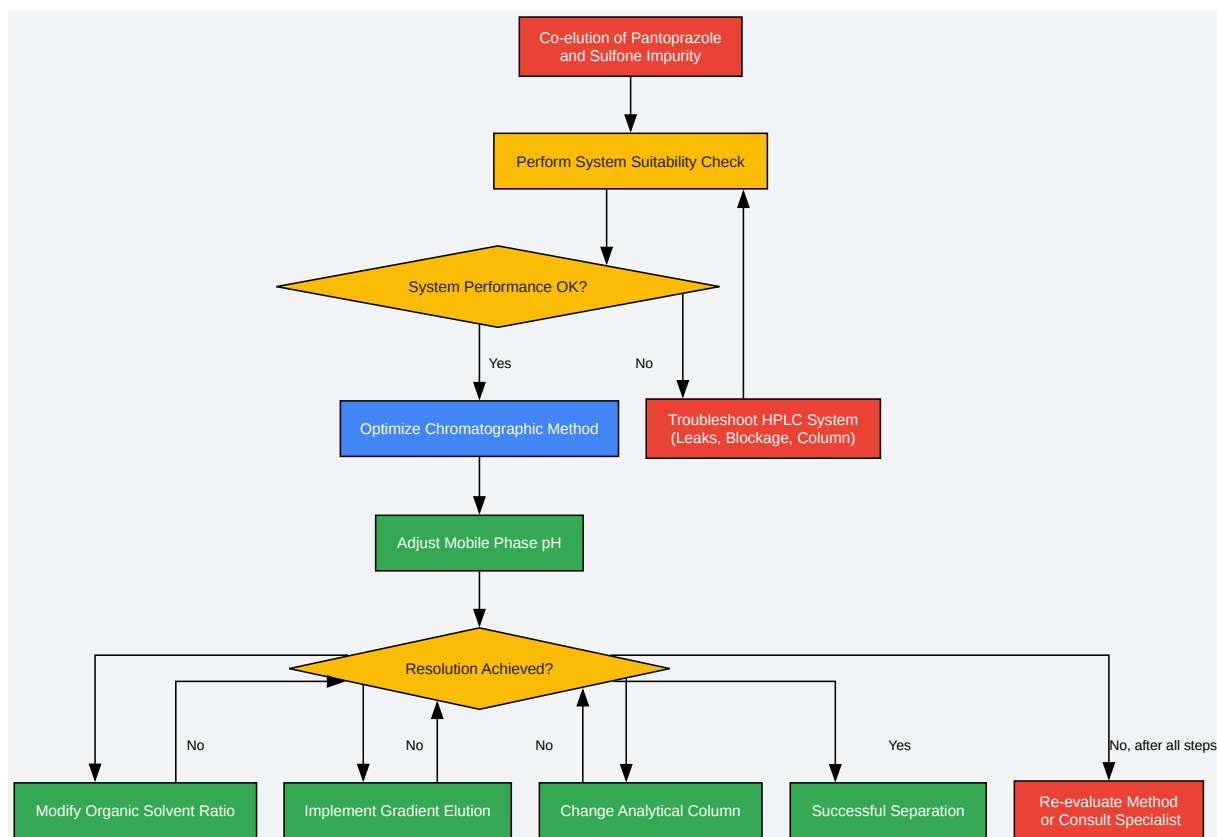 Co-elution of Pantoprazole
and Sulfone Impurity
Perform System Suitability Check
System Performance OK?
Yes
No
Optimize Chromatographic Method
Troubleshoot HPLC System
(Leaks, Blockage, Column)
Adjust Mobile Phase pH
Resolution Achieved?
No
No
No
Yes
No, after all steps
Modify Organic Solvent Ratio
Implement Gradient Elution
Change Analytical Column
Successful Separation
Re-evaluate Method
or Consult Specialist